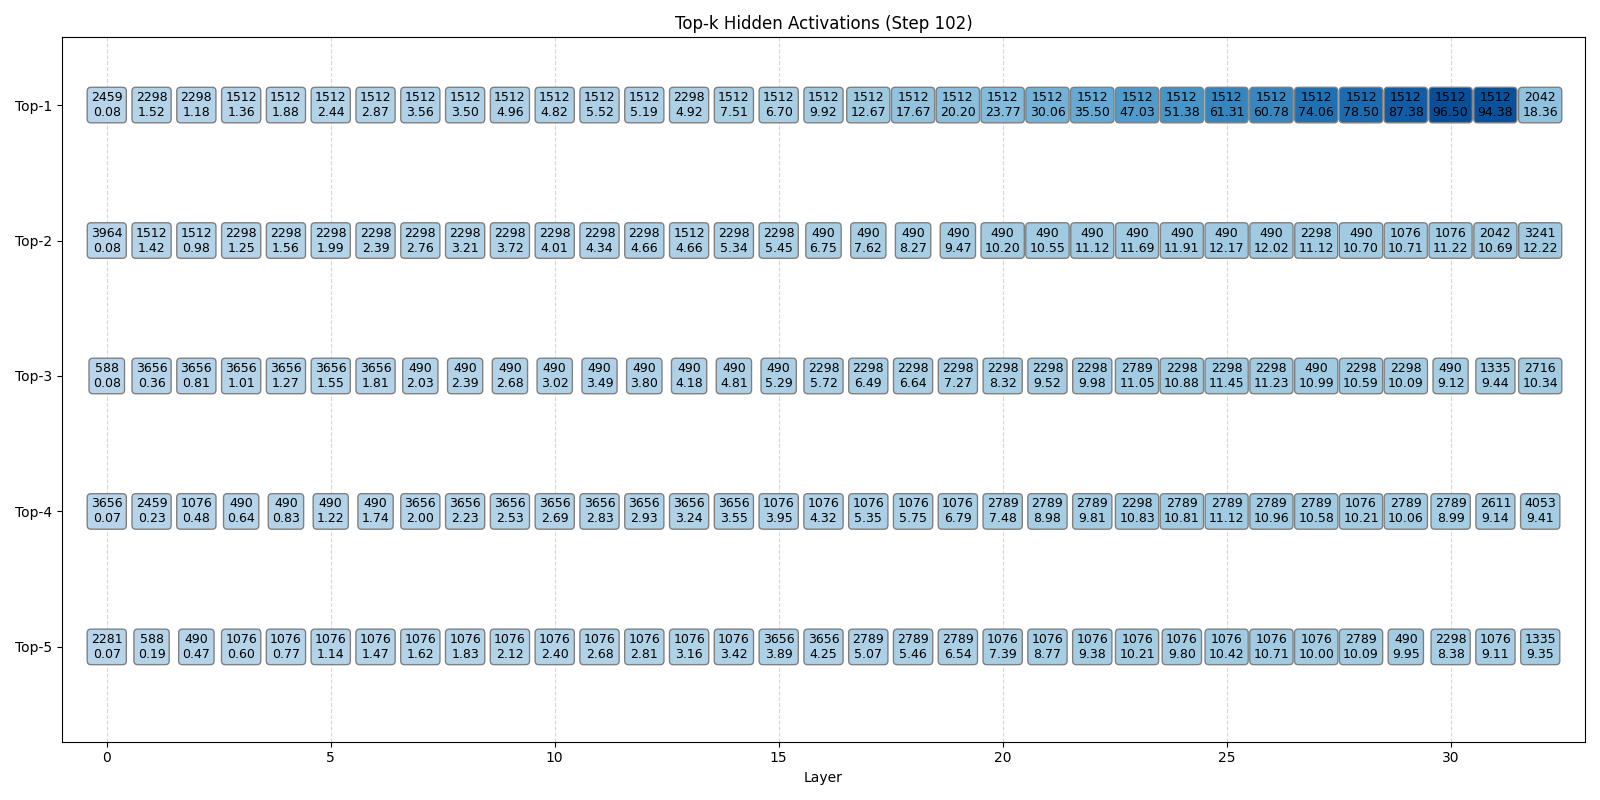 Top-k Hidden Activations (Step 102)
Top-1
2459 2298 2298 1512 1512 1512 1512 1512 1512 1512 1512 1512 1512 2298 1512 1512 1512 1512 1512 1512 1512 1512 1512 1512 1512 1512 1512 1512 1512 1512 1512 1512 2042
0.08 1.52 1.18 1.36 1.88 2.44 2.87 3.56 3.50 4.96 4.82 5.52 5.19 4.92 7.51 6.70 9.92 12.67 17.67 20.20 23.77 30.06 35.50 47.03 51.38 61.31 60.78 74.06 78.50 87.38 96.50 94.38 18.36
Top-2
3964 1512 1512 2298 2298 2298 2298 2298 2298 2298 2298 2298 2298 1512 2298 2298 490 490 490 490 490 490 490 490 490 490 490 2298 490 1076 1076 2042 3241
0.08 1.42 0.98 1.25 1.56 1.99 2.39 2.76 3.21 3.72 4.01 4.34 4.66 4.66 5.34 5.45 6.75 7.62 8.27 9.47 10.20 10.55 11.12 11.69 11.91 12.17 12.02 11.12 10.70 10.71 11.22 10.69 12.22
Top-3
588 3656 3656 3656 3656 3656 3656 490 490 490 490 490 490 490 490 490 2298 2298 2298 2298 2298 2298 2298 2789 2298 2298 2298 490 2298 2298 490 1335 2716
0.08 0.36 0.81 1.01 1.27 1.55 1.81 2.03 2.39 2.68 3.02 3.49 3.80 4.18 4.81 5.29 5.72 6.49 6.64 7.27 8.32 9.52 9.98 11.05 10.88 11.45 11.23 10.99 10.59 10.09 9.12 9.44 10.34
Top-4
3656 2459 1076 490 490 490 490 3656 3656 3656 3656 3656 3656 3656 3656 1076 1076 1076 1076 1076 2789 2789 2789 2298 2789 2789 2789 2789 1076 2789 2789 2611 4053
0.07 0.23 0.48 0.64 0.83 1.22 1.74 2.00 2.23 2.53 2.69 2.83 2.93 3.24 3.55 3.95 4.32 5.35 5.75 6.79 7.48 8.98 9.81 10.83 10.81 11.12 10.96 10.58 10.21 10.06 8.99 9.14 9.41
Top-5
2281 588 490 1076 1076 1076 1076 1076 1076 1076 1076 1076 1076 1076 1076 3656 3656 2789 2789 2789 1076 1076 1076 1076 1076 1076 1076 1076 2789 490 2298 1076 1335
0.07 0.19 0.47 0.60 0.77 1.14 1.47 1.62 1.83 2.12 2.40 2.68 2.81 3.16 3.42 3.89 4.25 5.07 5.46 6.54 7.39 8.77 9.38 10.21 9.80 10.42 10.71 10.00 10.09 9.95 8.38 9.11 9.35
0 5 10 15 20 25 30
Layer